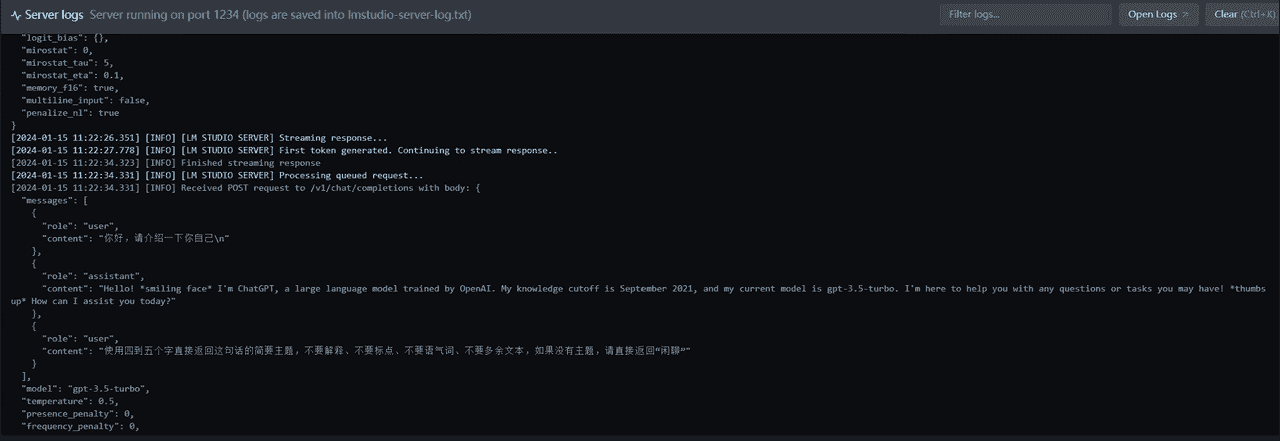 Server logs Server running on port 1234 (logs are saved into lmstudio-server-log.txt) Filter logs... Open Logs Clear (Ctrl+K)
"logit_bias": {},
"mirostat": 0,
"mirostat_tau": 5,
"mirostat_eta": 0.1,
"memory_f16": true,
"multiline_input": false,
"penalize_nl": true
}
[2024-01-15 11:22:26.351] [INFO] [LM STUDIO SERVER] Streaming response...
[2024-01-15 11:22:27.778] [INFO] [LM STUDIO SERVER] First token generated. Continuing to stream response..
[2024-01-15 11:22:34.323] [INFO] Finished streaming response
[2024-01-15 11:22:34.331] [INFO] [LM STUDIO SERVER] Processing queued request...
[2024-01-15 11:22:34.331] [INFO] Received POST request to /v1/chat/completions with body: {
"messages": [
{
"role": "user",
"content": "你好，请介绍一下你自己\n"
},
{
"role": "assistant",
"content": "Hello! *smiling face* I'm ChatGPT, a large language model trained by OpenAI. My knowledge cutoff is September 2021, and my current model is gpt-3.5-turbo. I'm here to help you with any questions or tasks you may have! *thumbs
up* How can I assist you today?"
},
{
"role": "user",
"content": "使用四到五个字直接返回这句话的简要主题，不要解释、不要标点、不要语气词、不要多余文本，如果没有主题，请直接返回“闲聊”"
}
],
"model": "gpt-3.5-turbo",
"temperature": 0.5,
"presence_penalty": 0,
"frequency_penalty": 0,